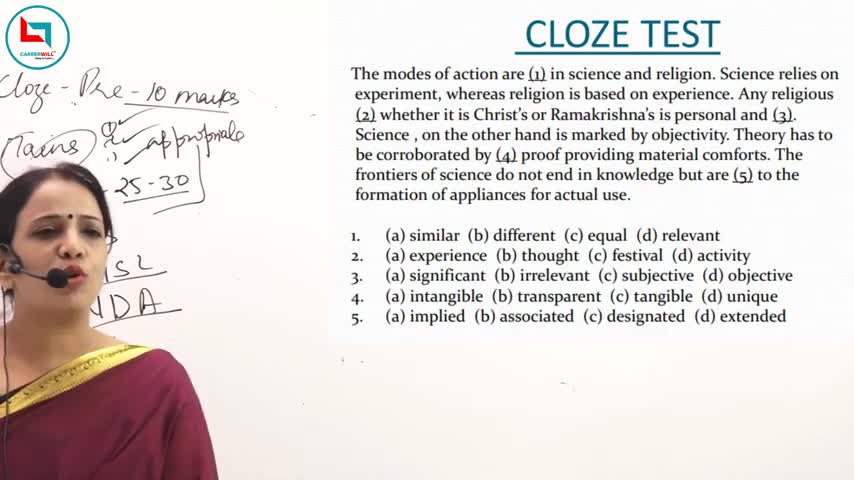 CAREERWILL
CLOZE TEST
Cloze - Pre - 10 marks
Mains
appropriate
25-30
NDA
The modes of action are (1) in science and religion. Science relies on
experiment, whereas religion is based on experience. Any religious
(2) whether it is Christ's or Ramakrishna's is personal and (3).
Science , on the other hand is marked by objectivity. Theory has to
be corroborated by (4) proof providing material comforts. The
frontiers of science do not end in knowledge but are (5) to the
formation of appliances for actual use.
1. (a) similar (b) different (c) equal (d) relevant
2. (a) experience (b) thought (c) festival (d) activity
3. (a) significant (b) irrelevant (c) subjective (d) objective
4. (a) intangible (b) transparent (c) tangible (d) unique
5. (a) implied (b) associated (c) designated (d) extended